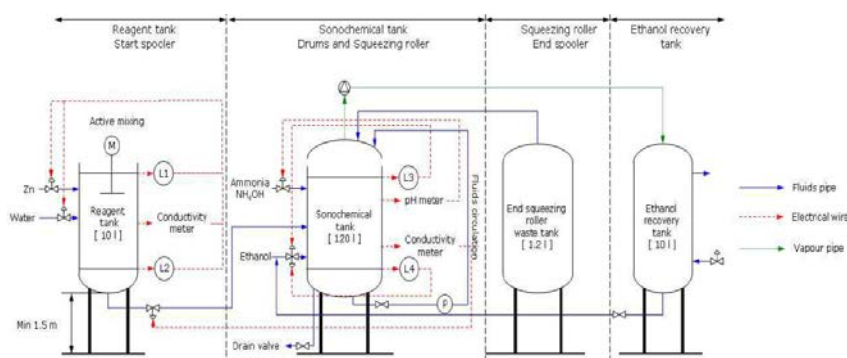 Reagent tank
Start spooler
Sonochemical tank
Drums and Squeezing roller
Squeezing roller
End spooler
Ethanol recovery
tank
Active mixing
M
L1
Zn
Water
Reagent
tank
[ 10 l ]
Conductivity
meter
L2
Min 1.5 m
Ammonia
NH4OH
L3
pH meter
Sonochemical
tank
[ 120 l ]
Conductivity
meter
Ethanol
L4
P
Drain valve
Fluids circulation
End squeezing
roller
waste tank
[ 1.2 l ]
Ethanol
recovery
tank
[ 10 l ]
Fluids pipe
Electrical wire
Vapour pipe